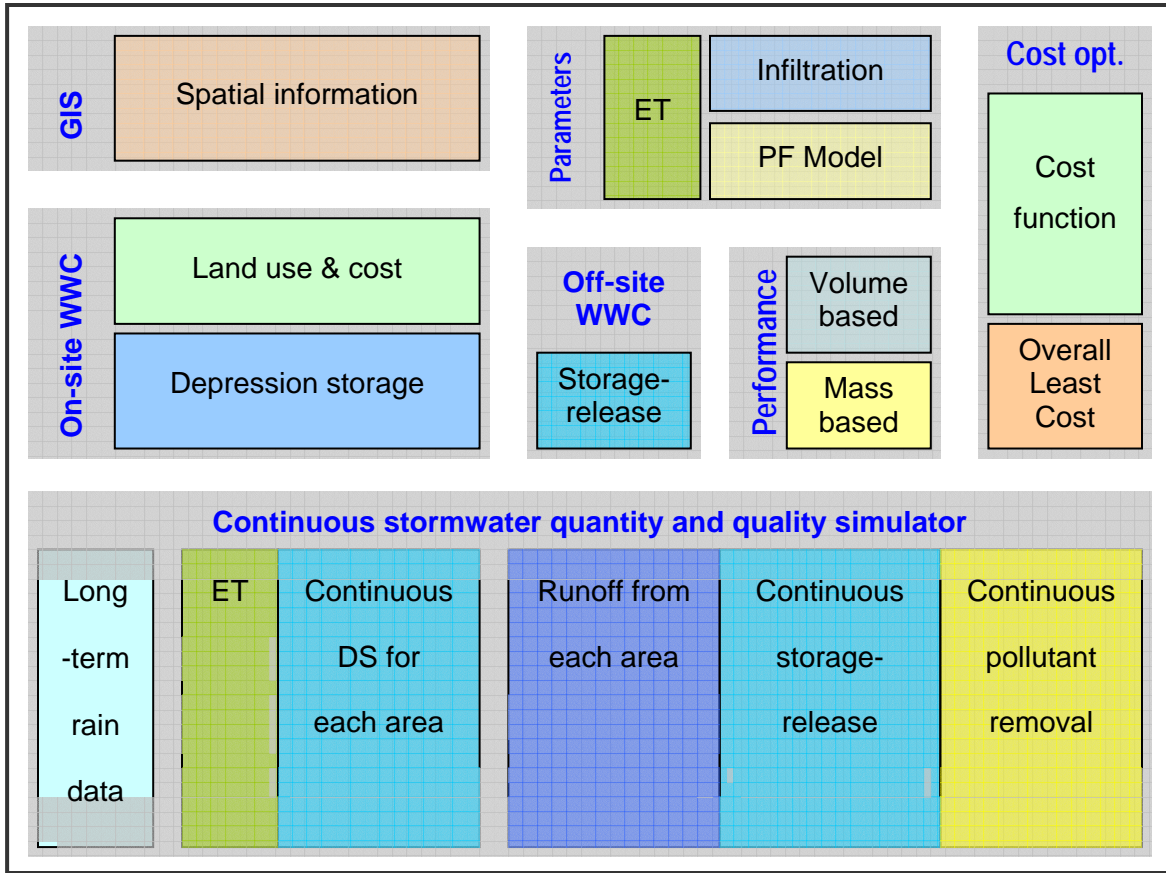 GIS
Spatial information
Parameters
ET
Infiltration
PF Model
Cost opt.
Cost
function
Overall
Least
Cost
On-site WWC
Land use & cost
Depression storage
Off-site
WWC
Storage-
release
Performance
Volume
based
Mass
based
Continuous stormwater quantity and quality simulator
Long
-term
rain
data
ET
Continuous
DS for
each area
Runoff from
each area
Continuous
storage-
release
Continuous
pollutant
removal